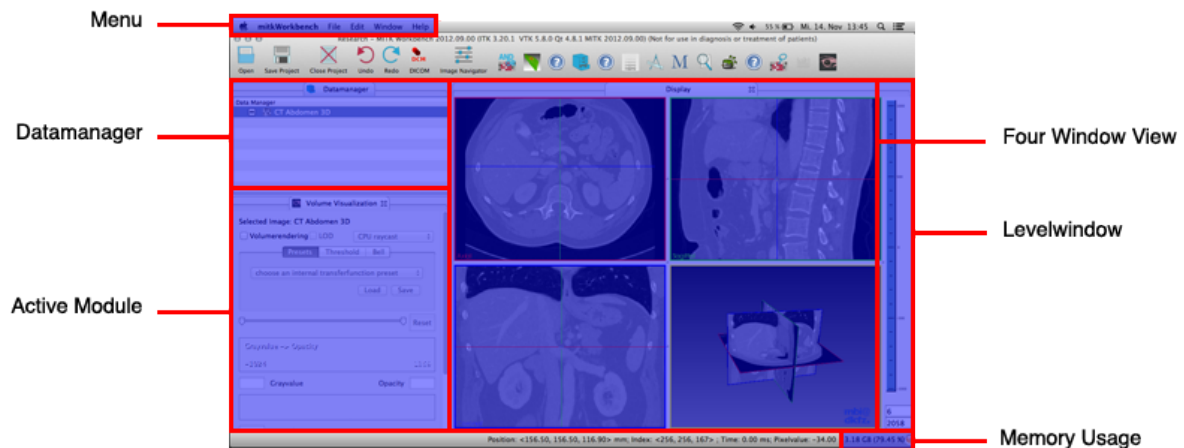 Menu
mitkWorkbench File Edit Window Help
55% Mi. 14. Nov 13:45
Research – MITK Workbench 2012.09.00 (ITK 3.20.1 VTK 5.8.0 Qt 4.8.1 MITK 2012.09.00) (Not for use in diagnosis or treatment of patients)
Open Save Project Close Project Undo Redo DICOM Image Navigator
Datamanager
Display
Data Manager
CT Abdomen 3D
Datamanager
Four Window View
Volume Visualization
Selected image: CT Abdomen 3D
Volumerendering LOD CPU raycast
Presets Threshold Bell
Levelwindow
choose an internal transferfunction preset
Load Save
Active Module
Reset
Grayvalue --> Opacity
Grayvalue Opacity
6
2058
Position: <156.50, 156.50, 116.90> mm; Index: <256, 256, 167> ; Time: 0.00 ms; Pixelvalue: -34.00 3.18 GB (79.45 %)
Memory Usage